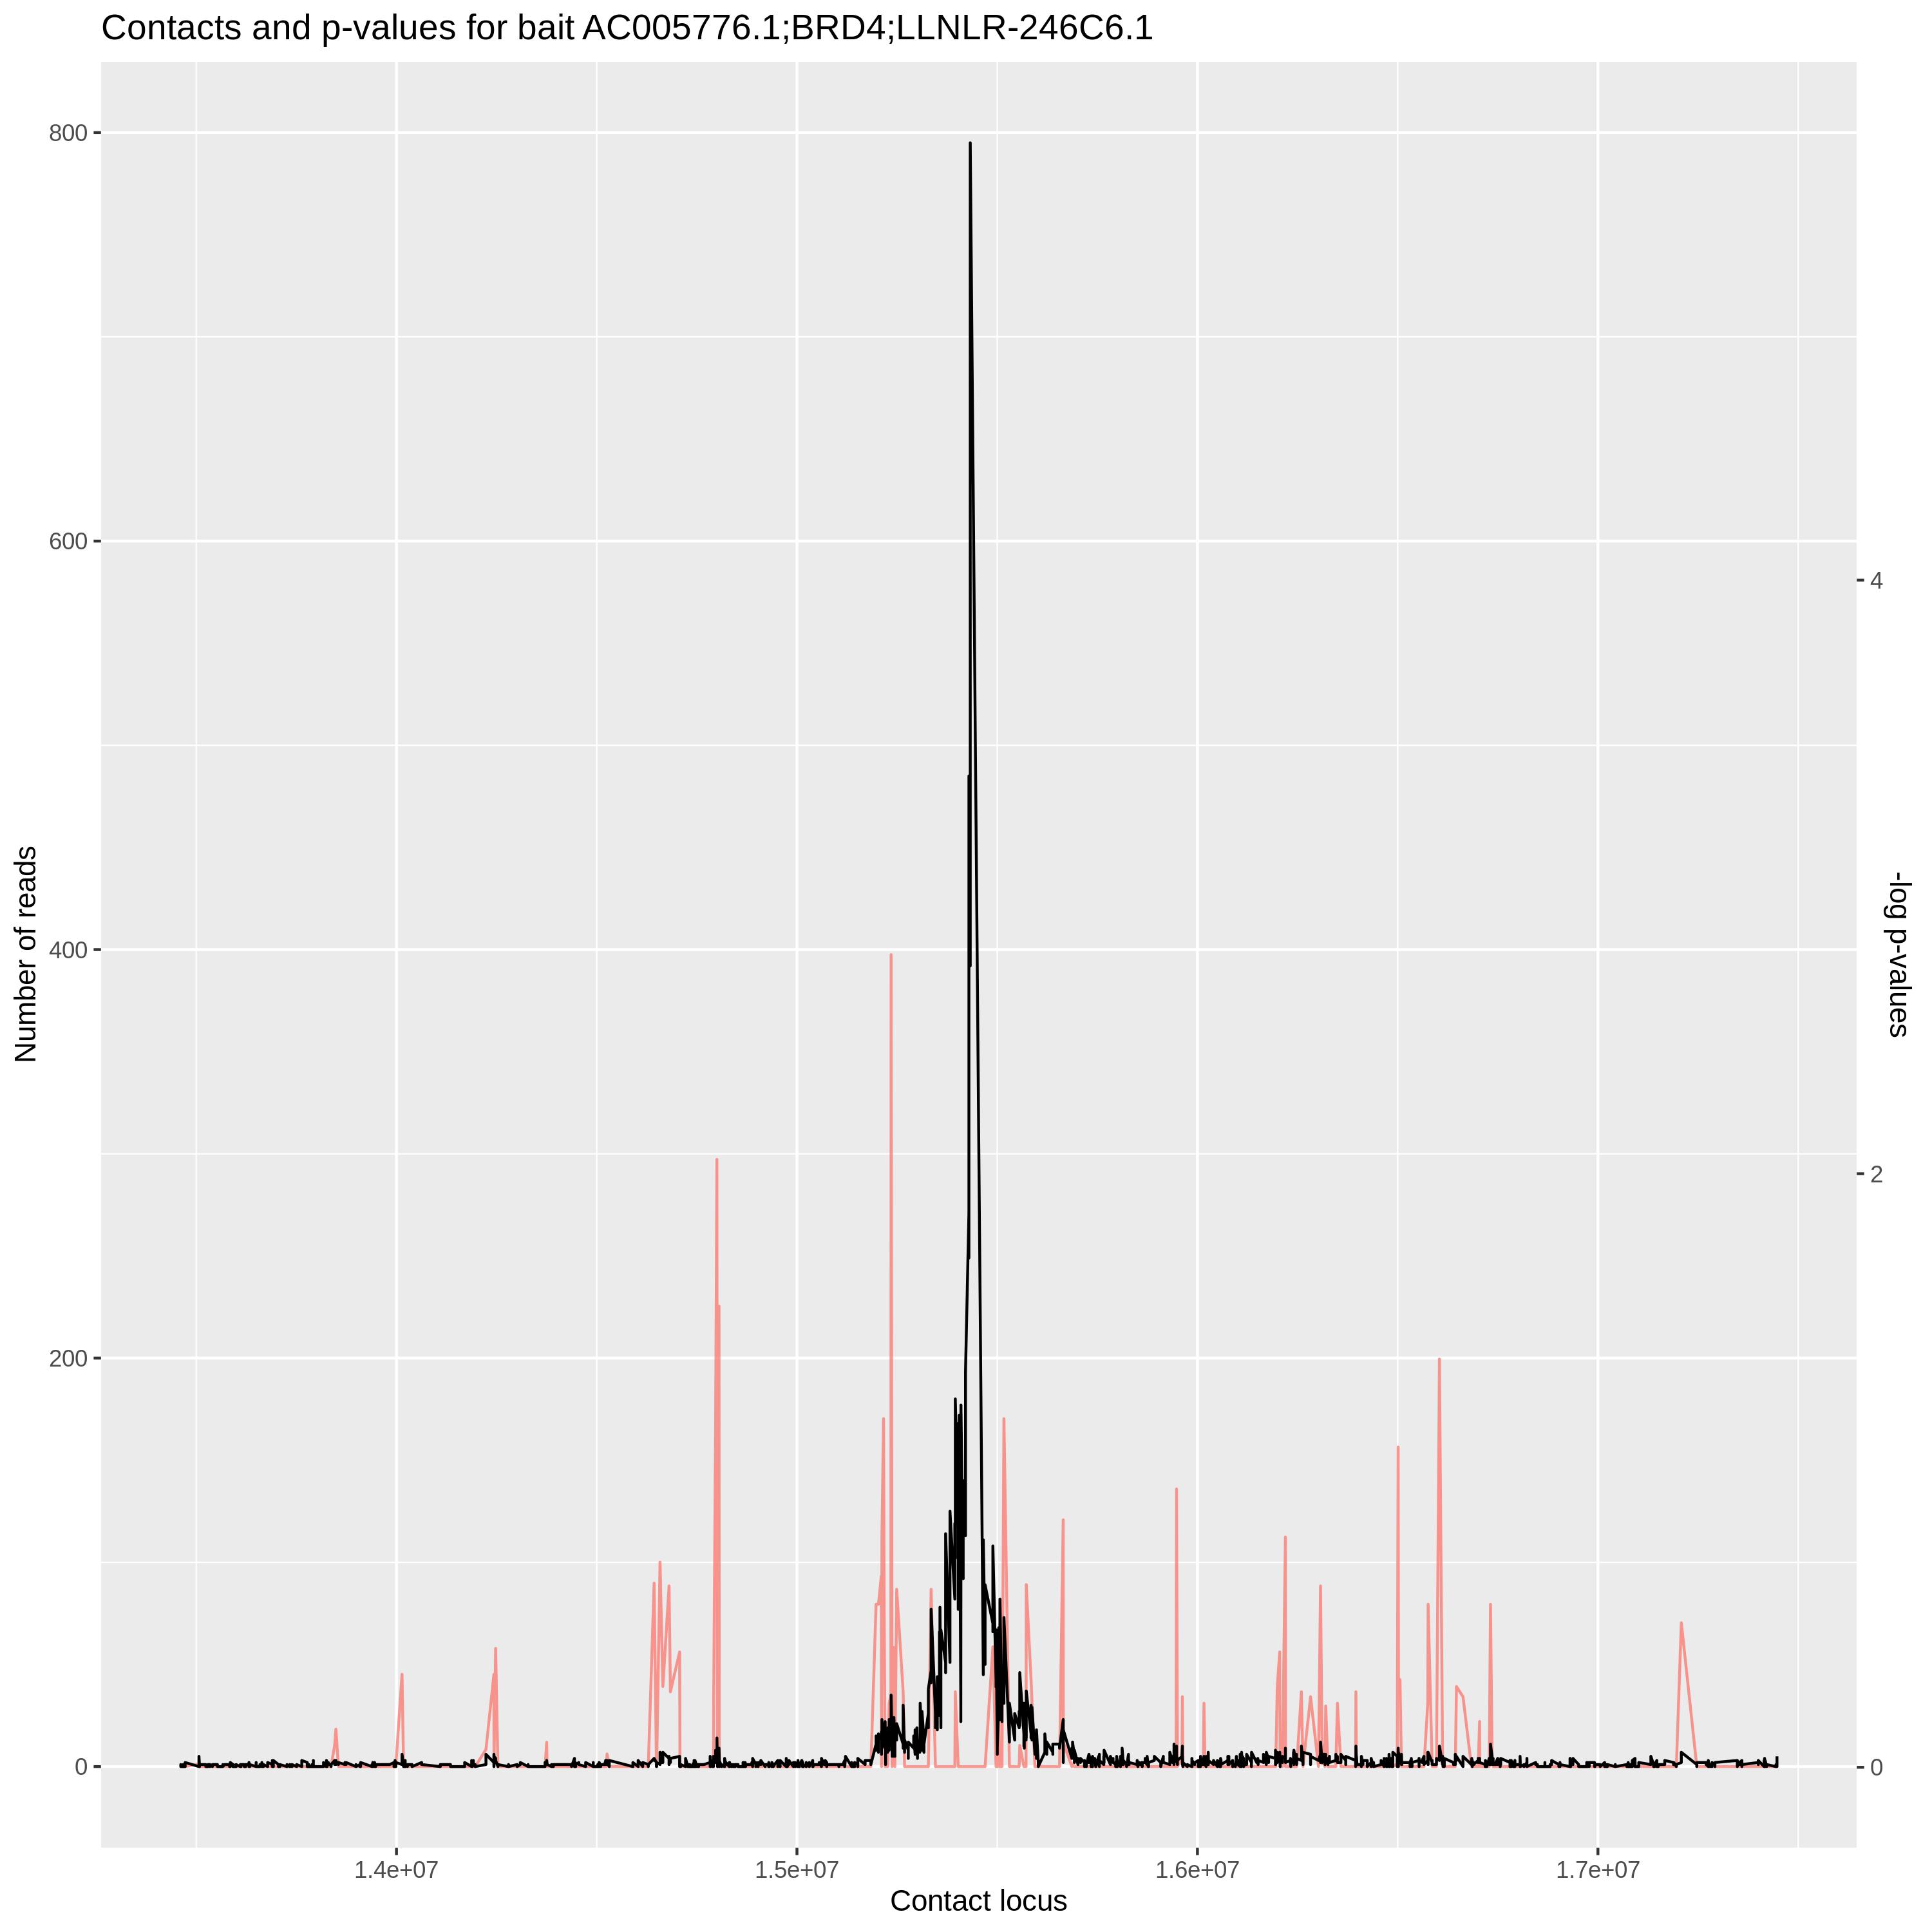 Contacts and p-values for bait AC005776.1;BRD4;LLNLR-246C6.1
800
600
400
200
0
Number of reads
4
2
0
-log p-values
1.4e+07 1.5e+07 1.6e+07 1.7e+07
Contact locus